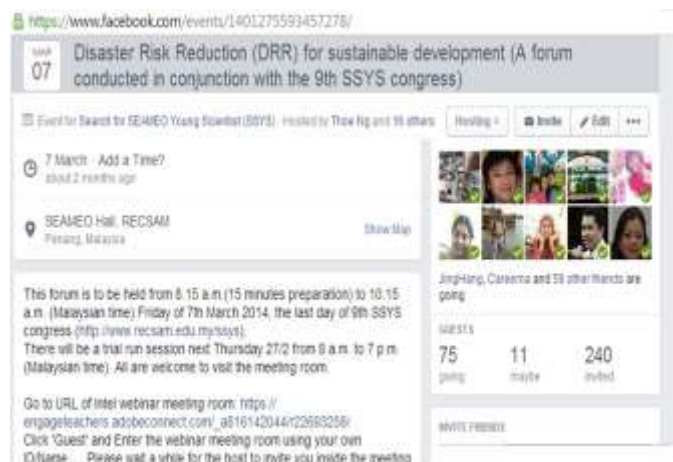 https://www.facebook.com/events/1401275593457278/
MAR
07
Disaster Risk Reduction (DRR) for sustainable development (A forum
conducted in conjunction with the 9th SSYS congress)
Event for Search for SEAMEO Young Scientist (SSYS) · Hosted by Thoe Ng and 16 others
Hosting
Invite
Edit
7 March · Add a Time?
about 2 months ago
SEAMEO Hall, RECSAM
Show Map
Penang, Malaysia
This forum is to be held from 8.15 a.m.(15 minutes preparation) to 10.15
a.m. (Malaysian time) Friday of 7th March 2014, the last day of 9th SSYS
congress (http://www.recsam.edu.my/ssys).
There will be a trial run session next Thursday 27/2 from 8 a.m. to 7 p.m.
(Malaysian time). All are welcome to visit the meeting room.
Go to URL of Intel webinar meeting room: https://
engageteachers.adobeconnect.com/_a816142044/r22693258/
Click 'Guest' and Enter the webinar meeting room using your own
ID/Name.... Please wait a while for the host to invite you inside the meeting
JingHang, Careema and 59 other friends are
going
GUESTS
75
going
11
maybe
240
invited
INVITE FRIENDS